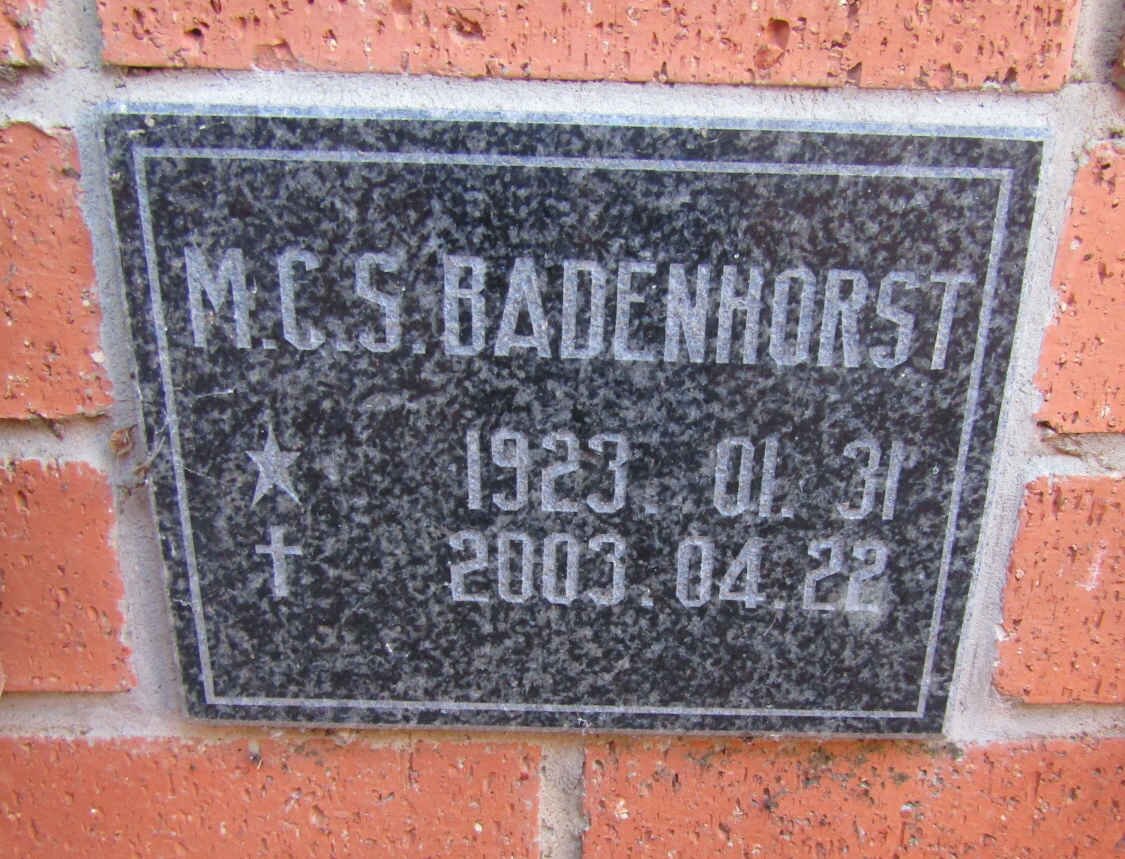 M.C.S. BADENHORST
★ 1923. 01. 31
✝ 2003. 04. 22